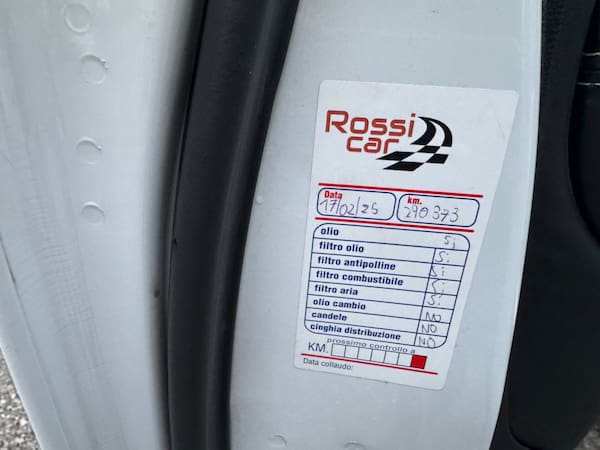 Rossi
car
Data km.
17/02/25 290373
olio Si
filtro olio Si
filtro antipolline Si
filtro combustibile Si
filtro aria Si
olio cambio NO
candele NO
cinghia distribuzione NO
prossimo controllo a
KM.
Data collaudo: